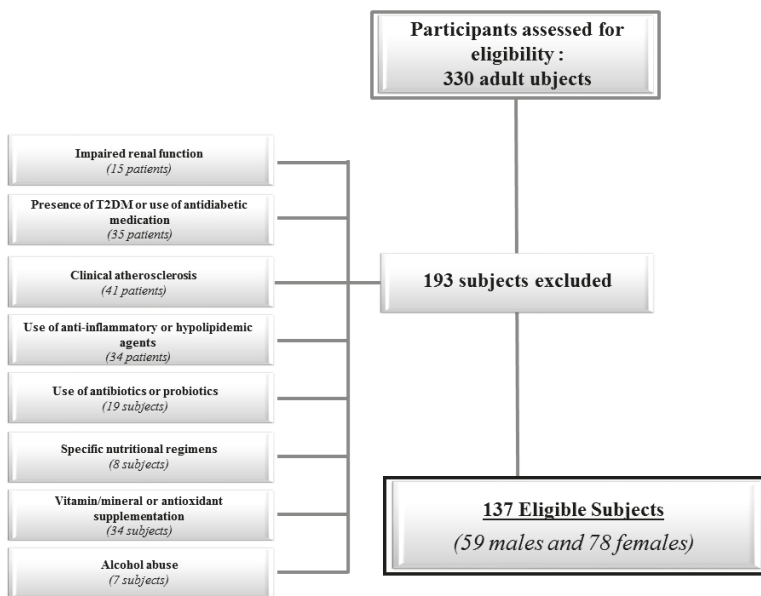 Participants assessed for
eligibility :
330 adult ubjects
Impaired renal function
(15 patients)
Presence of T2DM or use of antidiabetic
medication
(35 patients)
Clinical atherosclerosis
(41 patients)
Use of anti-inflammatory or hypolipidemic
agents
(34 patients)
Use of antibiotics or probiotics
(19 subjects)
Specific nutritional regimens
(8 subjects)
Vitamin/mineral or antioxidant
supplementation
(34 subjects)
Alcohol abuse
(7 subjects)
193 subjects excluded
137 Eligible Subjects
(59 males and 78 females)